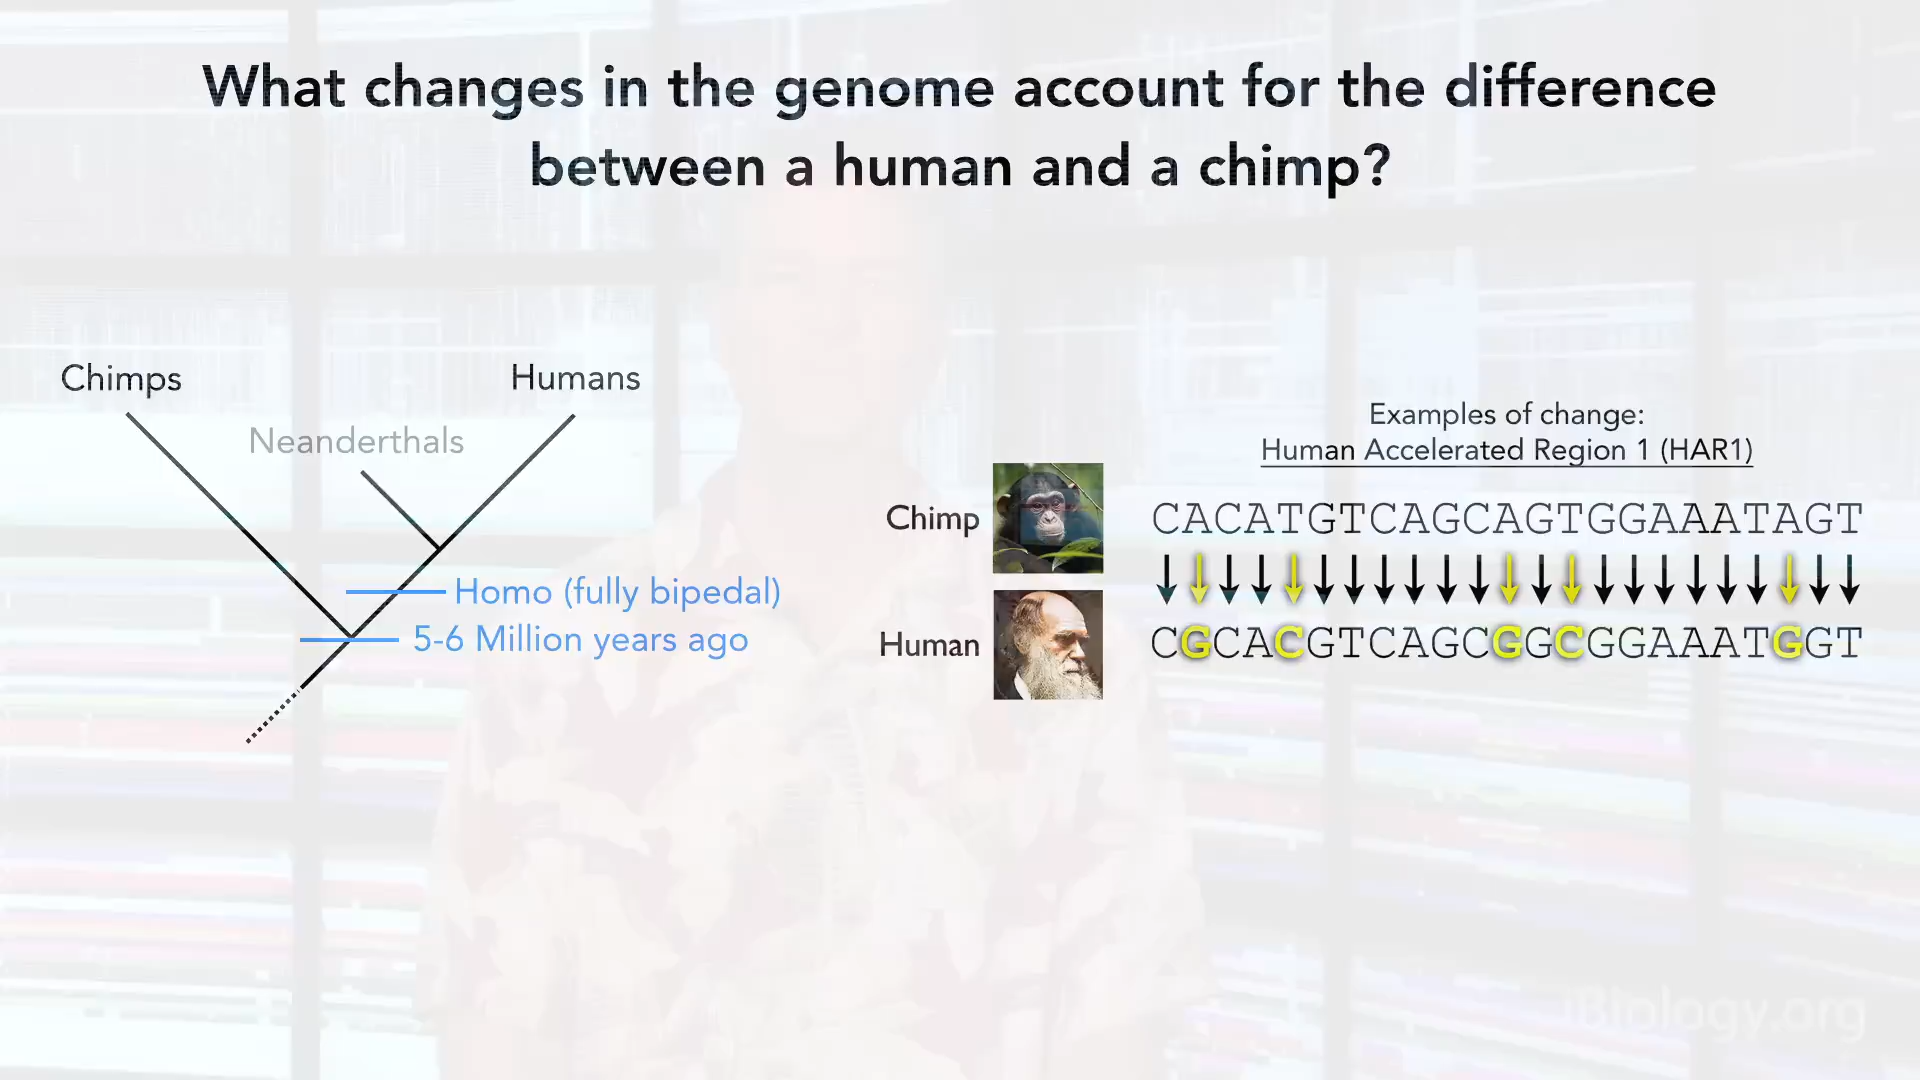 What changes in the genome account for the difference
between a human and a chimp?
Chimps
Humans
Neanderthals
Homo (fully bipedal)
5-6 Million years ago
Examples of change:
Human Accelerated Region 1 (HAR1)
Chimp
CACATGTCAGCAGTGGAAATAGT
Human
CGCACGTCAGCGGCGGAAATGGT
iBiology.org